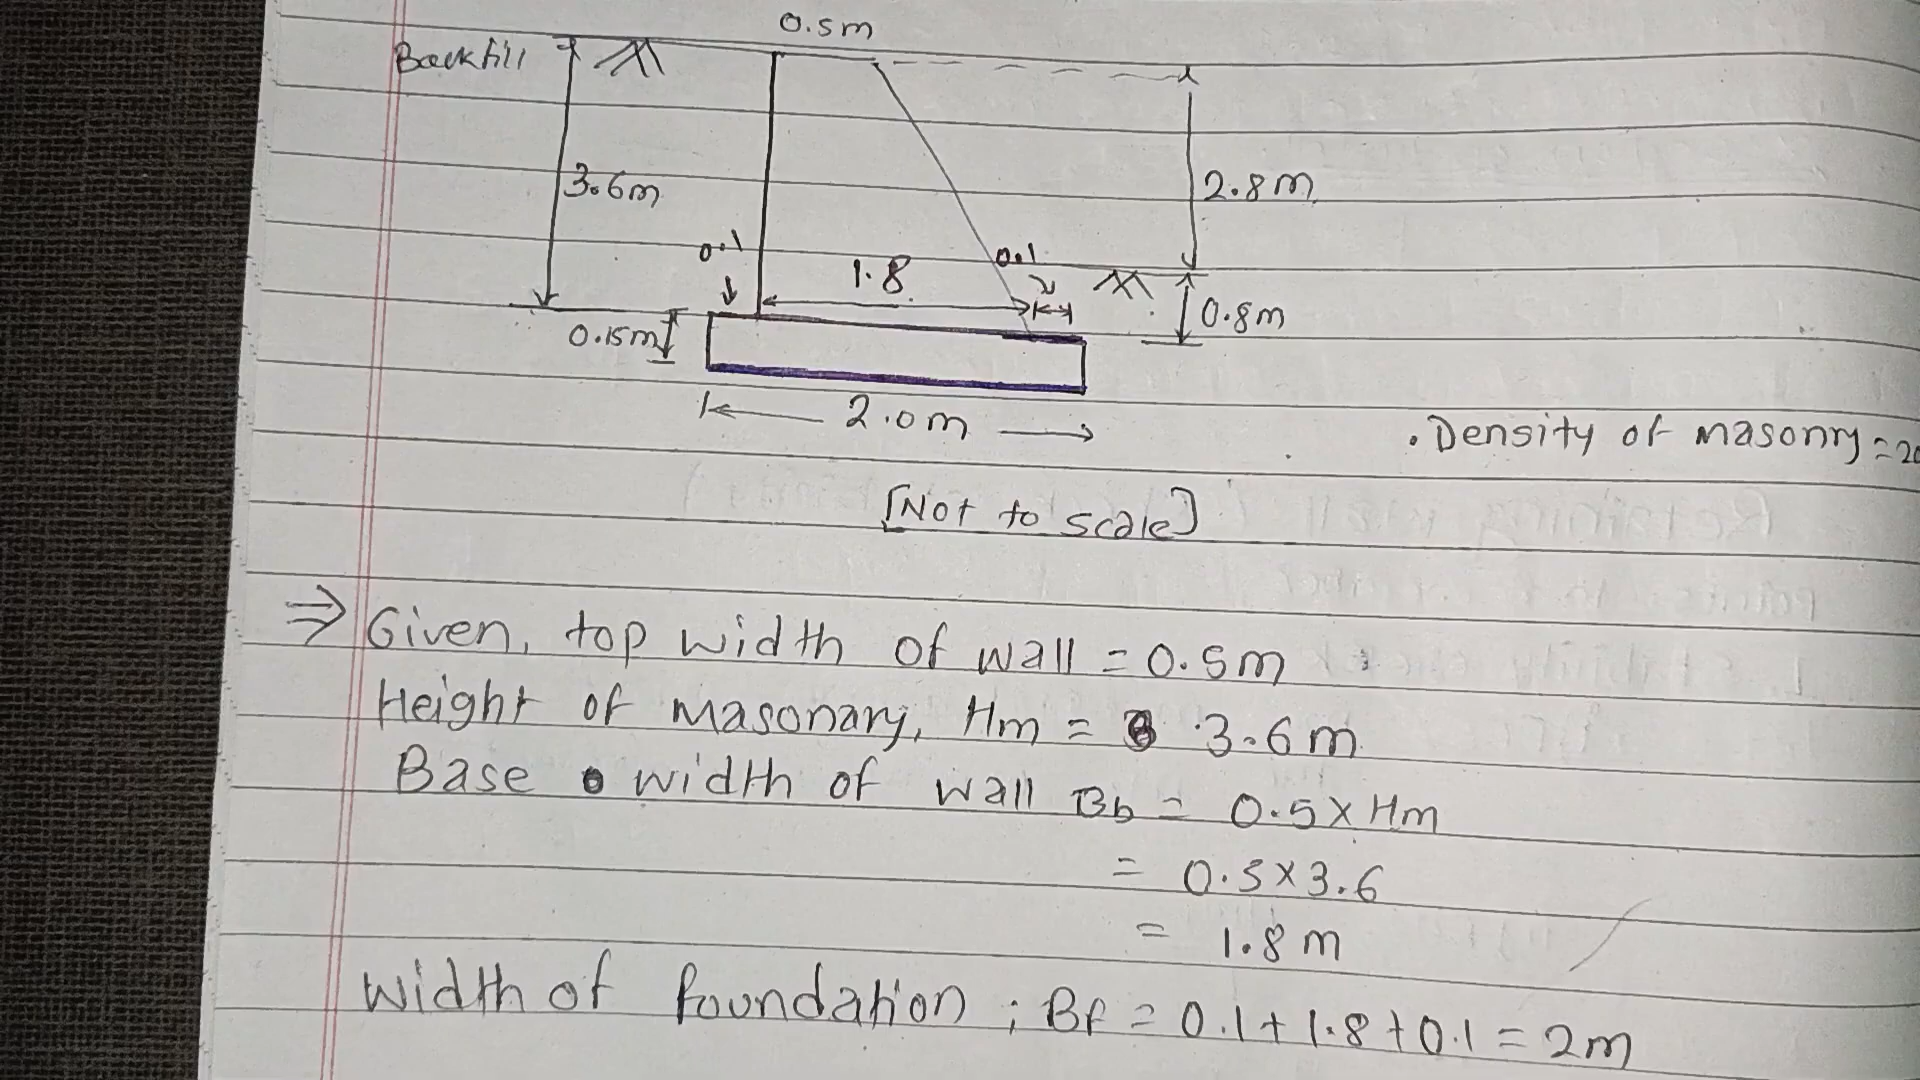 0.5m
Backfill
3.6m
2.8m
0.1
0.1
1.8
0.8m
0.15m
2.0m
• Density of masonry = 20
[Not to scale]
⇒ Given, top width of wall = 0.5m
Height of masonary, Hm = 3.6m
Base width of wall Bb = 0.5 x Hm
= 0.5 x 3.6
= 1.8 m
Width of foundation ; Bf = 0.1 + 1.8 + 0.1 = 2m